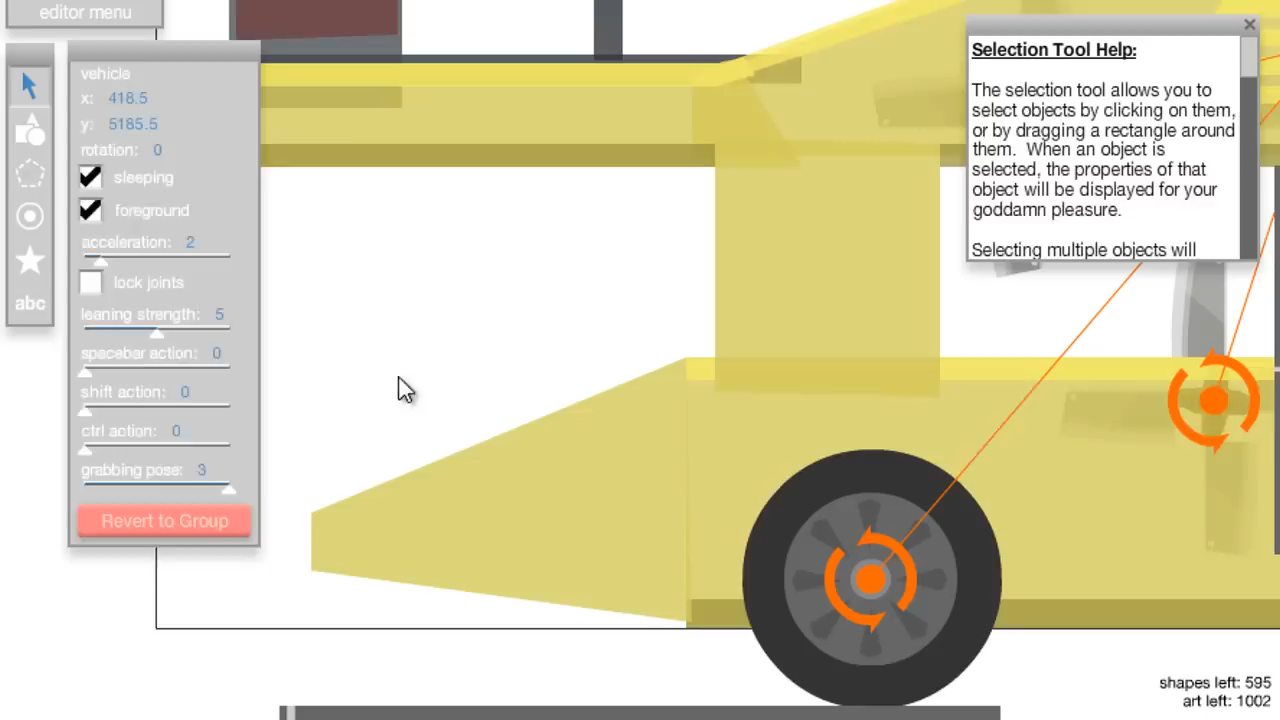 editor menu
vehicle
x: 418.5
y: 5185.5
rotation: 0
sleeping
foreground
acceleration: 2
lock joints
leaning strength: 5
spacebar action: 0
shift action: 0
ctrl action: 0
grabbing pose: 3
Revert to Group
abc
Selection Tool Help:
The selection tool allows you to
select objects by clicking on them,
or by dragging a rectangle around
them. When an object is
selected, the properties of that
object will be displayed for your
goddamn pleasure.
Selecting multiple objects will
shapes left: 595
art left: 1002